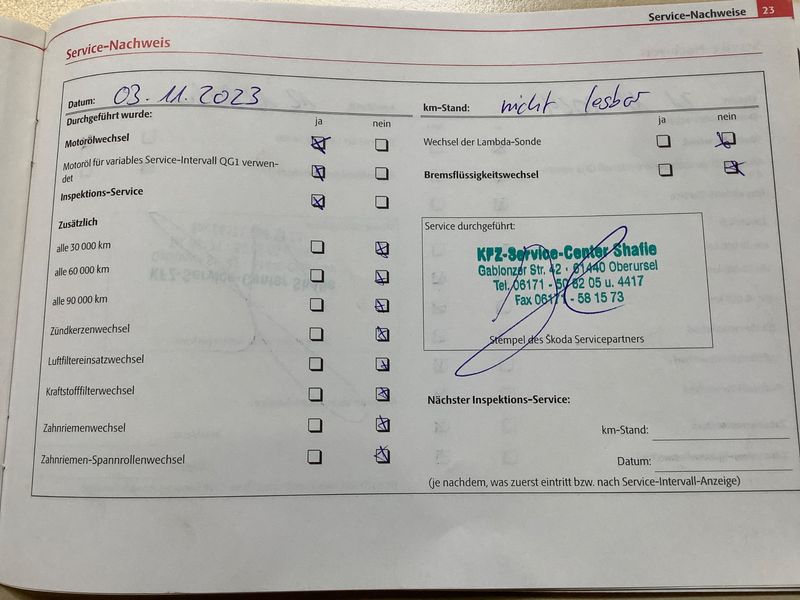 Service-Nachweise 23
Service-Nachweis
Datum: 03.11.2023
km-Stand: nicht lesbar
Durchgeführt wurde:
ja nein
Motorölwechsel
Motoröl für variables Service-Intervall QG1 verwen-
det
Inspektions-Service
Zusätzlich
alle 30 000 km
alle 60 000 km
alle 90 000 km
Zündkerzenwechsel
Luftfiltereinsatzwechsel
Kraftstofffilterwechsel
Zahnriemenwechsel
Zahnriemen-Spannrollenwechsel
ja nein
Wechsel der Lambda-Sonde
Bremsflüssigkeitswechsel
Service durchgeführt:
KFZ-Service-Center Shafie
Gablonzer Str. 42 · 61440 Oberursel
Tel. 06171 - 50 62 05 u. 4417
Fax 06171 - 58 15 73
Stempel des Škoda Servicepartners
Nächster Inspektions-Service:
km-Stand:
Datum:
(je nachdem, was zuerst eintritt bzw. nach Service-Intervall-Anzeige)